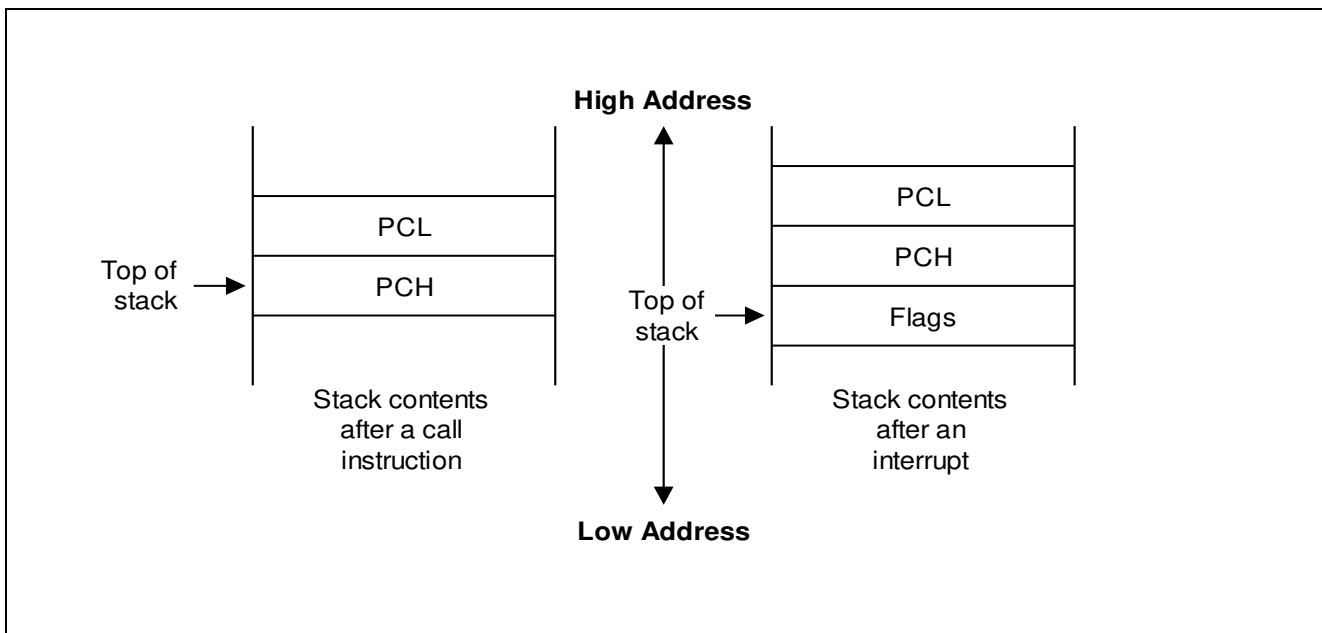 High Address
PCL
PCH
Top of
stack
Stack contents
after a call
instruction
PCL
PCH
Flags
Top of
stack
Stack contents
after an
interrupt
Low Address